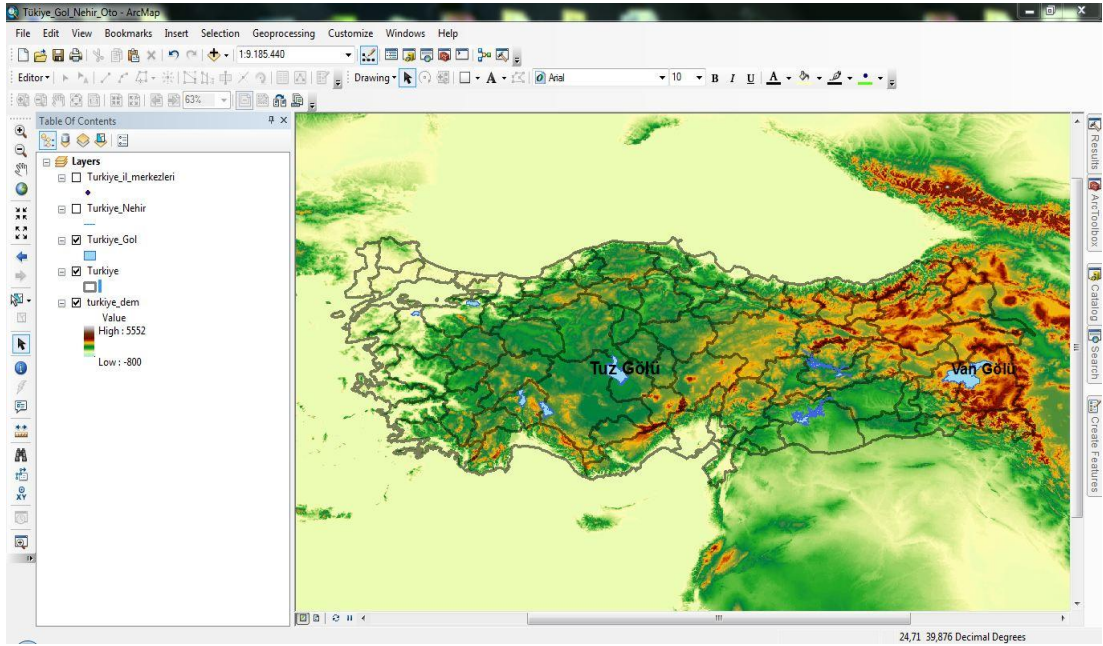 Tükiye_Gol_Nehir_Oto - ArcMap
File Edit View Bookmarks Insert Selection Geoprocessing Customize Windows Help
1:9.185.440
Editor Drawing Arial 10 B I U A
63%
Table Of Contents
Layers
Turkiye_il_merkezleri
Turkiye_Nehir
Turkiye_Gol
Turkiye
turkiye_dem
Value
High : 5552
Low : -800
Tuz Gölü
Van Gölü
Results
ArcToolbox
Catalog
Search
Create Features
24,71 39,876 Decimal Degrees